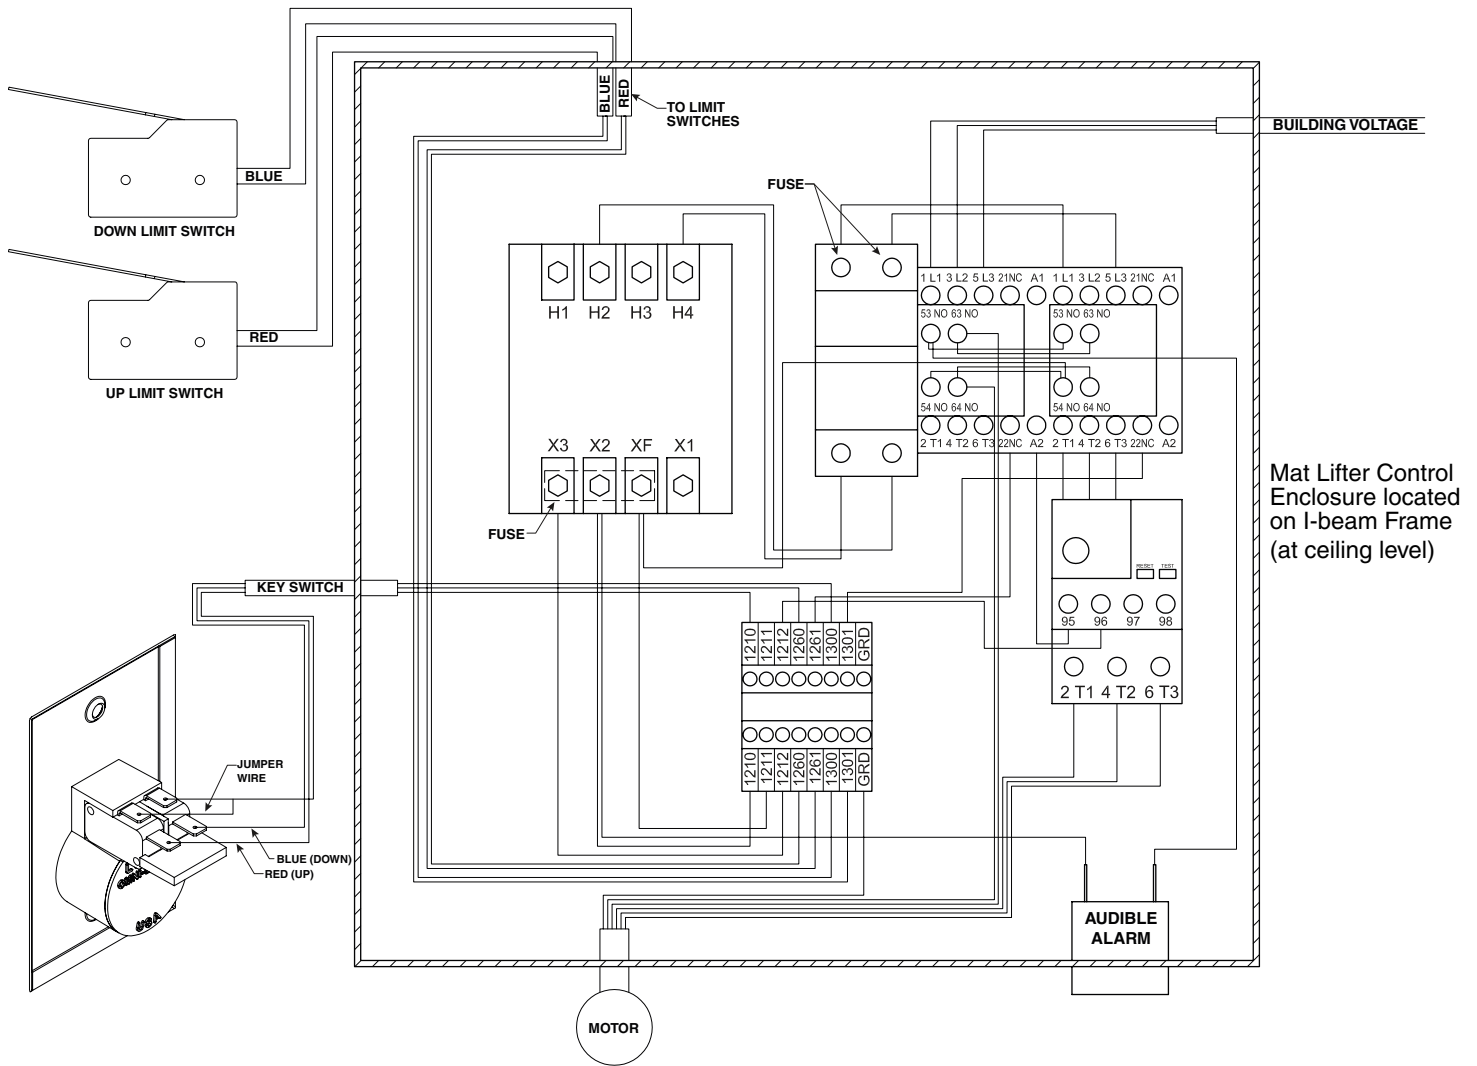 BLUE
RED
TO LIMIT
SWITCHES
BUILDING VOLTAGE
BLUE
DOWN LIMIT SWITCH
RED
UP LIMIT SWITCH
FUSE
H1 H2 H3 H4
X3 X2 XF X1
FUSE
1 L1 3 L2 5 L3 21NC A1 1 L1 3 L2 5 L3 21NC A1
53 NO 63 NO 53 NO 63 NO
54 NO 64 NO 54 NO 64 NO
2 T1 4 T2 6 T3 22NC A2 2 T1 4 T2 6 T3 22NC A2
Mat Lifter Control
Enclosure located
on I-beam Frame
(at ceiling level)
RESET TEST
95 96 97 98
2 T1 4 T2 6 T3
KEY SWITCH
1210 1211 1212 1260 1261 1300 1301 GRD
1210 1211 1212 1260 1261 1300 1301 GRD
JUMPER
WIRE
BLUE (DOWN)
RED (UP)
USA
AUDIBLE
ALARM
MOTOR